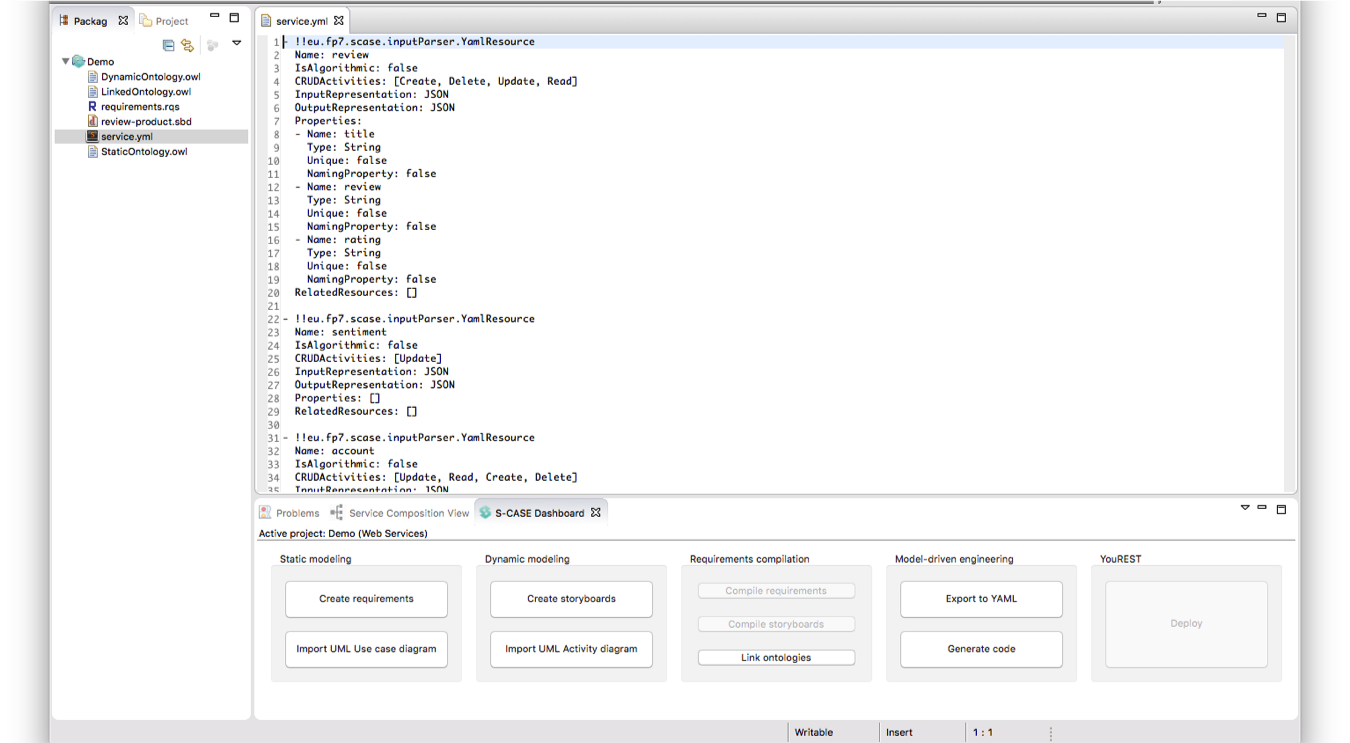 Packag
Project
Demo
DynamicOntology.owl
LinkedOntology.owl
requirements.rqs
review-product.sbd
service.yml
StaticOntology.owl
service.yml
1 - !!eu.fp7.scase.inputParser.YamlResource
2 Name: review
3 IsAlgorithmic: false
4 CRUDActivities: [Create, Delete, Update, Read]
5 InputRepresentation: JSON
6 OutputRepresentation: JSON
7 Properties:
8 - Name: title
9 Type: String
10 Unique: false
11 NamingProperty: false
12 - Name: review
13 Type: String
14 Unique: false
15 NamingProperty: false
16 - Name: rating
17 Type: String
18 Unique: false
19 NamingProperty: false
20 RelatedResources: []
21
22 - !!eu.fp7.scase.inputParser.YamlResource
23 Name: sentiment
24 IsAlgorithmic: false
25 CRUDActivities: [Update]
26 InputRepresentation: JSON
27 OutputRepresentation: JSON
28 Properties: []
29 RelatedResources: []
30
31 - !!eu.fp7.scase.inputParser.YamlResource
32 Name: account
33 IsAlgorithmic: false
34 CRUDActivities: [Update, Read, Create, Delete]
35 InputRepresentation: JSON
Problems
Service Composition View
S-CASE Dashboard
Active project: Demo (Web Services)
Static modeling
Create requirements
Import UML Use case diagram
Dynamic modeling
Create storyboards
Import UML Activity diagram
Requirements compilation
Compile requirements
Compile storyboards
Link ontologies
Model-driven engineering
Export to YAML
Generate code
YouREST
Deploy
Writable
Insert
1 : 1